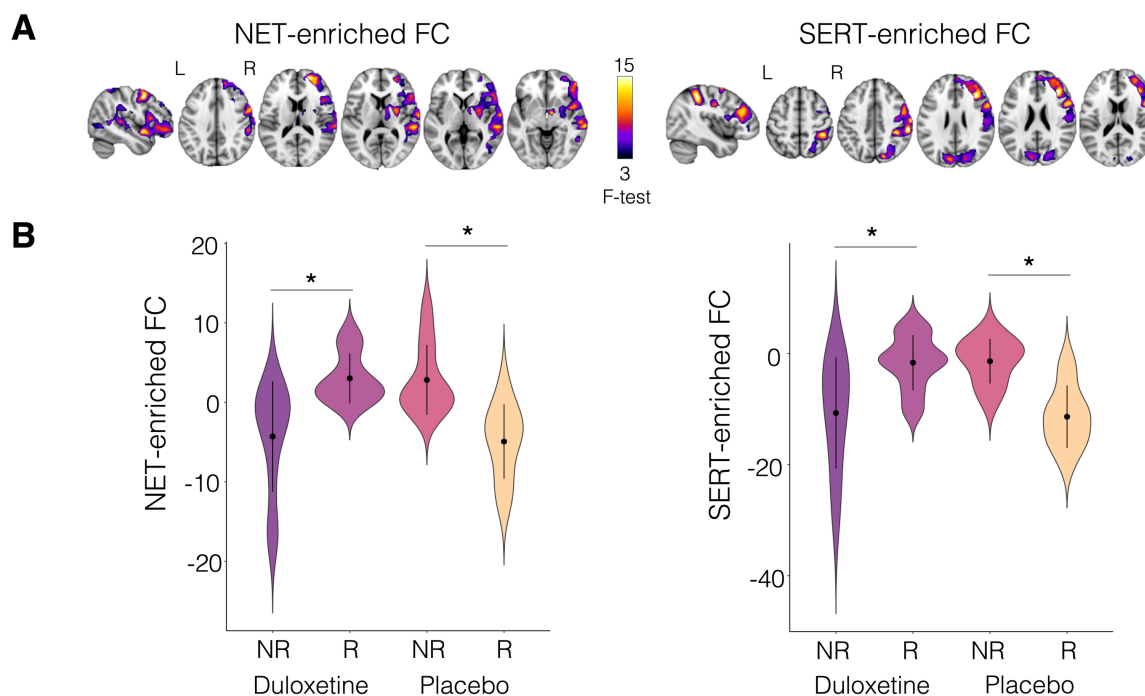 A
NET-enriched FC
SERT-enriched FC
L R
15
3
F-test
L R
B
NET-enriched FC
20
10
0
-10
-20
*
*
NR R NR R
Duloxetine Placebo
SERT-enriched FC
0
-20
-40
*
*
NR R NR R
Duloxetine Placebo